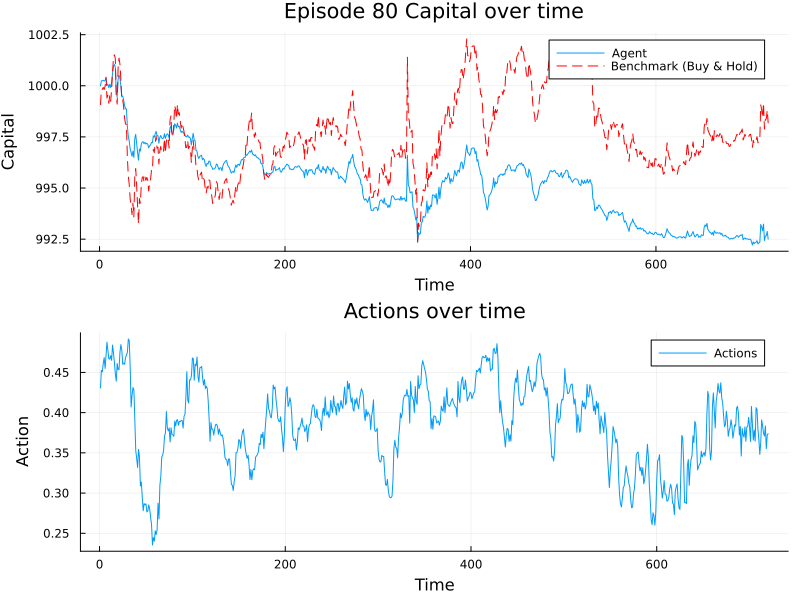 Episode 80 Capital over time
1002.5
1000.0
997.5
995.0
992.5
Capital
Agent
Benchmark (Buy & Hold)
0
200
400
600
Time
Actions over time
0.45
0.40
0.35
0.30
0.25
Action
Actions
0
200
400
600
Time